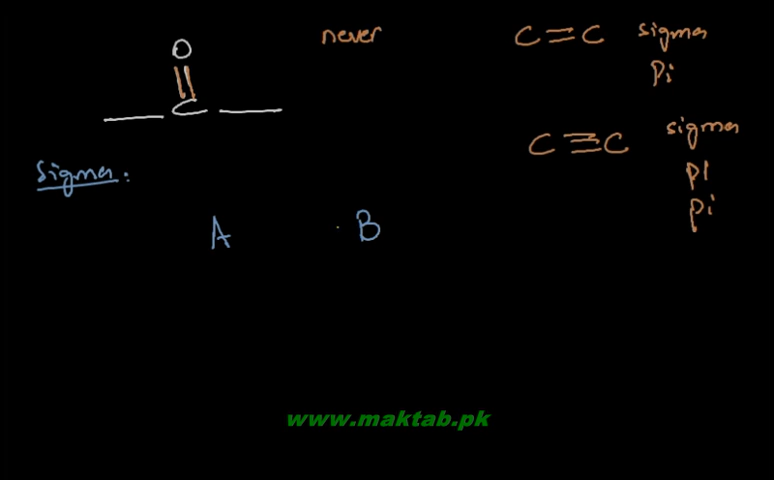 never
O
C
C=C sigma
Pi
C≡C sigma
pi
pi
Sigma:
A B
www.maktab.pk